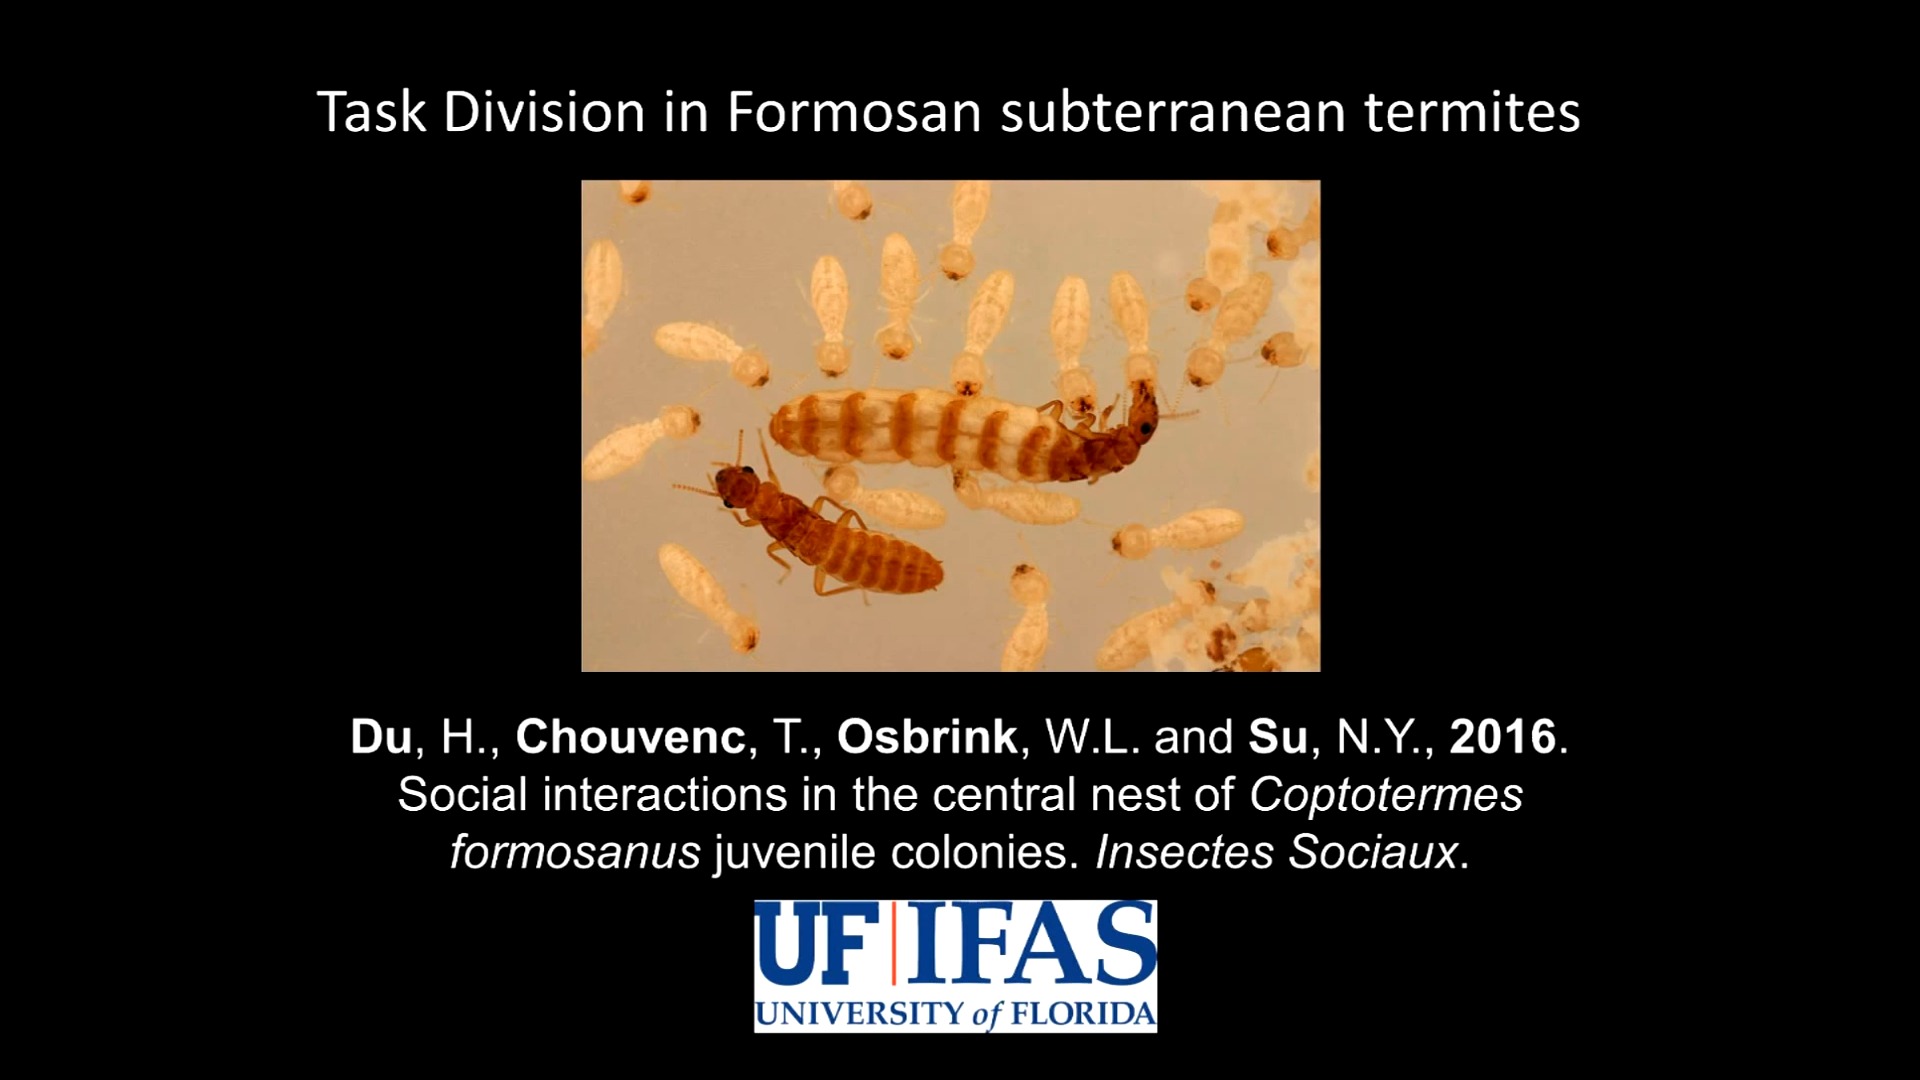 Task Division in Formosan subterranean termites
Du, H., Chouvenc, T., Osbrink, W.L. and Su, N.Y., 2016.
Social interactions in the central nest of Coptotermes
formosanus juvenile colonies. Insectes Sociaux.
UF|IFAS
UNIVERSITY of FLORIDA